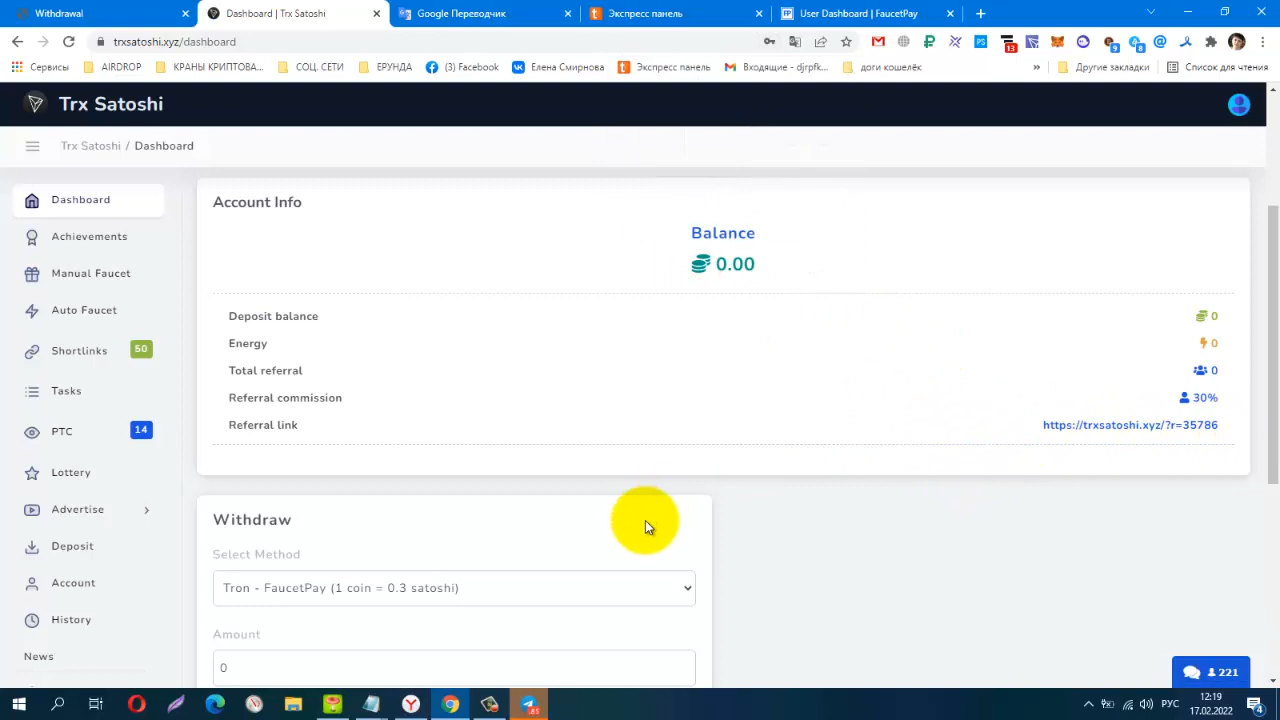 Withdrawal
Dashboard | Trx Satoshi
Google Переводчик
Экспресс панель
User Dashboard | FaucetPay
trxsatoshi.xyz/dashboard
13
9
8
Сервисы
AIRDROP
КРАНЫ КРИПТОВА...
СОЦ. СЕТИ
ЕРУНДА
(3) Facebook
Елена Смирнова
Экспресс панель
Входящие - djrpfk...
доги кошелёк
»
Другие закладки
Список для чтения
Trx Satoshi
Trx Satoshi / Dashboard
Dashboard
Achievements
Manual Faucet
Auto Faucet
Shortlinks 50
Tasks
PTC 14
Lottery
Advertise
Deposit
Account
History
News
Account Info
Balance
0.00
Deposit balance 0
Energy 0
Total referral 0
Referral commission 30%
Referral link https://trxsatoshi.xyz/?r=35786
Withdraw
Select Method
Tron - FaucetPay (1 coin = 0.3 satoshi)
Amount
0
221
РУС
12:19
17.02.2022
4